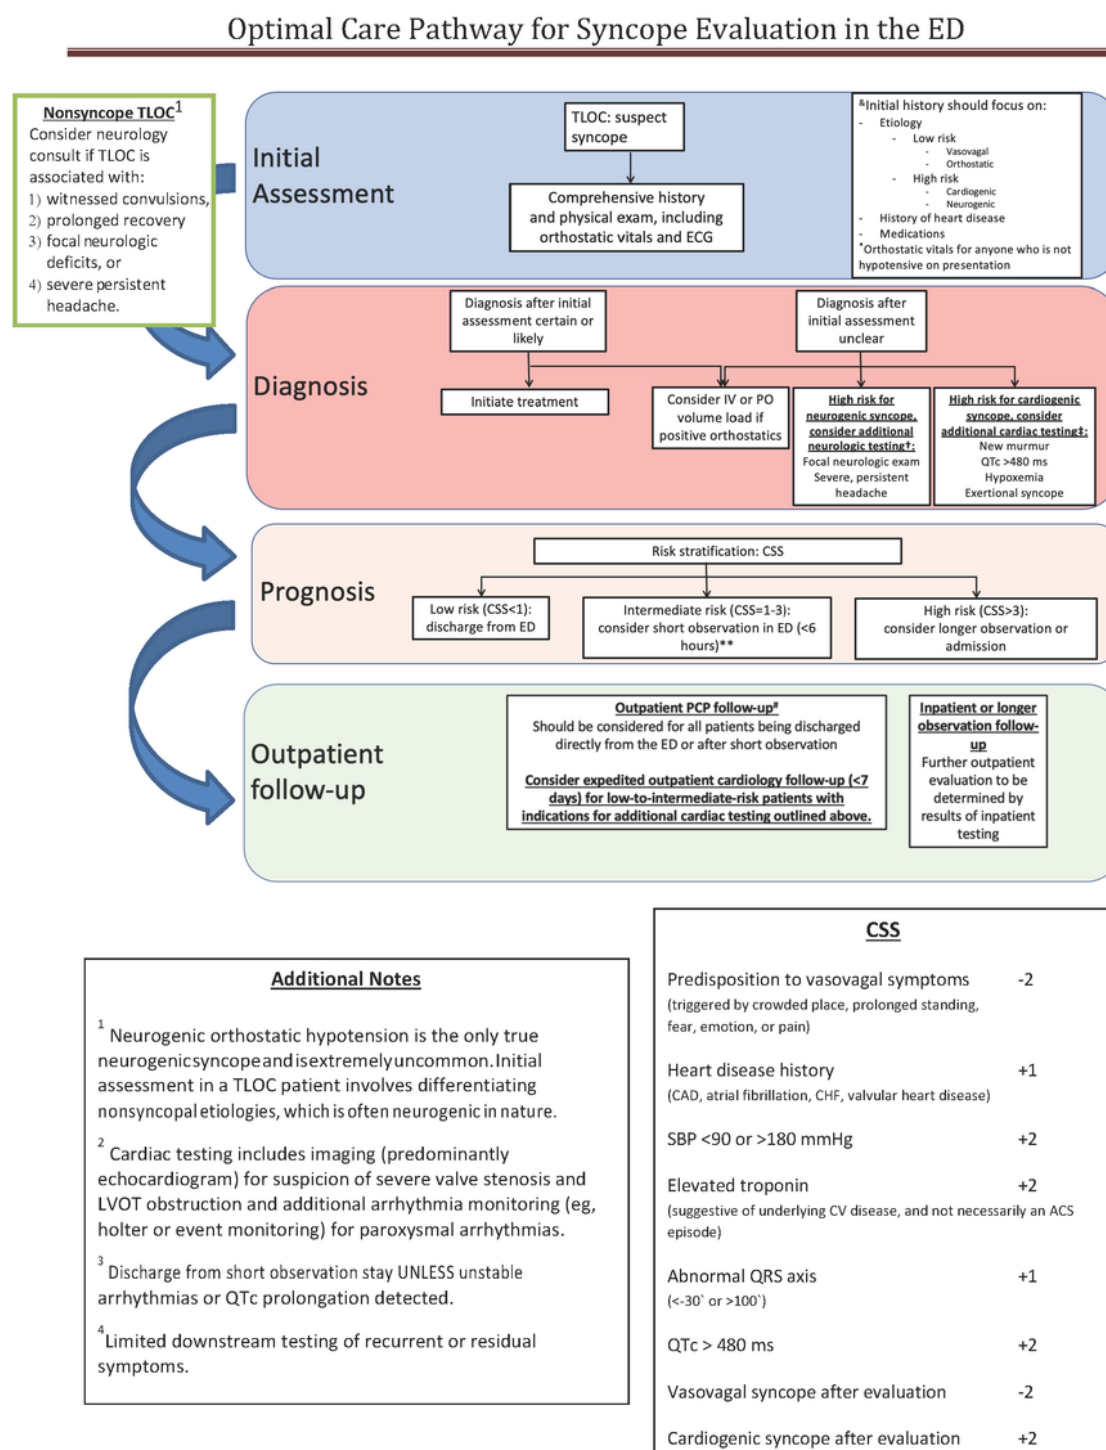 Optimal Care Pathway for Syncope Evaluation in the ED
Nonsyncope TLOC1
Consider neurology
consult if TLOC is
associated with:
1) witnessed convulsions,
2) prolonged recovery
3) focal neurologic
deficits, or
4) severe persistent
headache.
Initial
Assessment
TLOC: suspect
syncope
Comprehensive history
and physical exam, including
orthostatic vitals and ECG
&Initial history should focus on:
- Etiology
- Low risk
- Vasovagal
- Orthostatic
- High risk
- Cardiogenic
- Neurogenic
- History of heart disease
- Medications
*Orthostatic vitals for anyone who is not
hypotensive on presentation
Diagnosis
Diagnosis after initial
assessment certain or
likely
Diagnosis after
initial assessment
unclear
Initiate treatment
Consider IV or PO
volume load if
positive orthostatics
High risk for
neurogenic syncope,
consider additional
neurologic testing†:
Focal neurologic exam
Severe, persistent
headache
High risk for cardiogenic
syncope, consider
additional cardiac testing‡:
New murmur
QTc >480 ms
Hypoxemia
Exertional syncope
Prognosis
Risk stratification: CSS
Low risk (CSS<1):
discharge from ED
Intermediate risk (CSS=1-3):
consider short observation in ED (<6
hours)**
High risk (CSS>3):
consider longer observation or
admission
Outpatient
follow-up
Outpatient PCP follow-up#
Should be considered for all patients being discharged
directly from the ED or after short observation
Consider expedited outpatient cardiology follow-up (<7
days) for low-to-intermediate-risk patients with
indications for additional cardiac testing outlined above.
Inpatient or longer
observation follow-
up
Further outpatient
evaluation to be
determined by
results of inpatient
testing
Additional Notes
1 Neurogenic orthostatic hypotension is the only true
neurogenic syncope and is extremely uncommon. Initial
assessment in a TLOC patient involves differentiating
nonsyncopal etiologies, which is often neurogenic in nature.
2 Cardiac testing includes imaging (predominantly
echocardiogram) for suspicion of severe valve stenosis and
LVOT obstruction and additional arrhythmia monitoring (eg,
holter or event monitoring) for paroxysmal arrhythmias.
3 Discharge from short observation stay UNLESS unstable
arrhythmias or QTc prolongation detected.
4 Limited downstream testing of recurrent or residual
symptoms.
CSS
Predisposition to vasovagal symptoms -2
(triggered by crowded place, prolonged standing,
fear, emotion, or pain)
Heart disease history +1
(CAD, atrial fibrillation, CHF, valvular heart disease)
SBP <90 or >180 mmHg +2
Elevated troponin +2
(suggestive of underlying CV disease, and not necessarily an ACS
episode)
Abnormal QRS axis +1
(<-30` or >100`)
QTc > 480 ms +2
Vasovagal syncope after evaluation -2
Cardiogenic syncope after evaluation +2